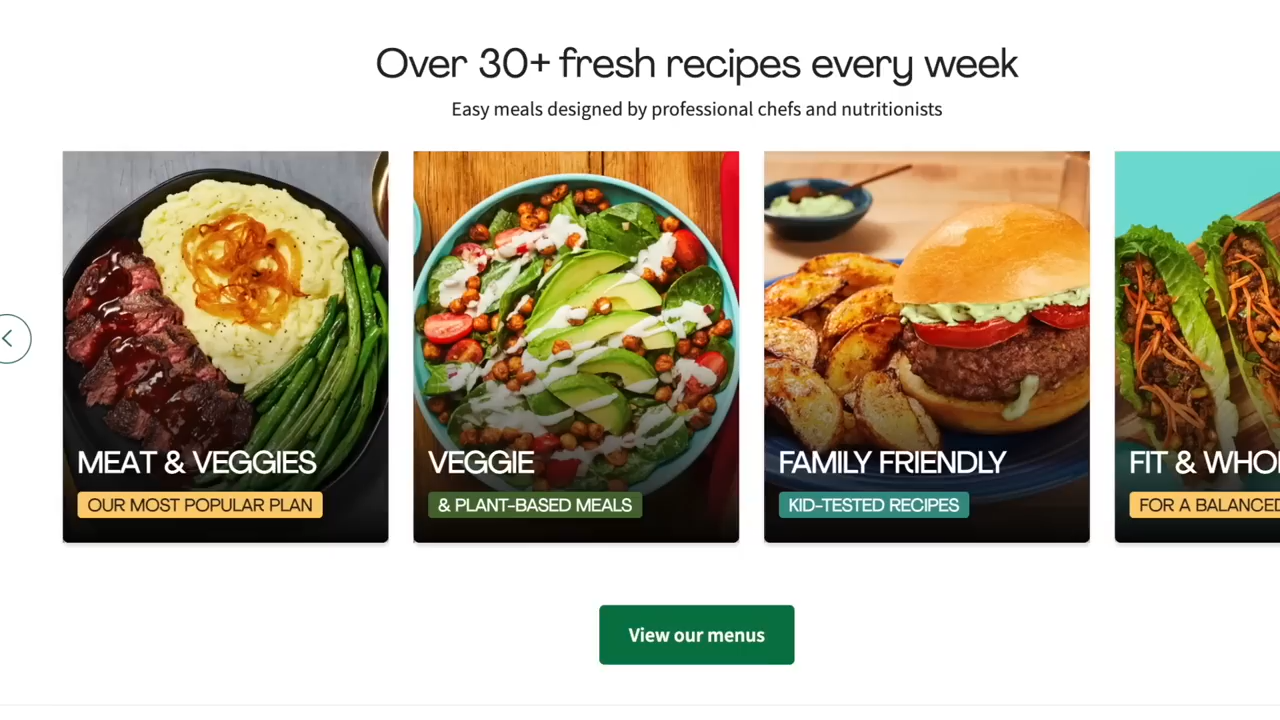 Over 30+ fresh recipes every week
Easy meals designed by professional chefs and nutritionists
MEAT & VEGGIES
OUR MOST POPULAR PLAN
VEGGIE
& PLANT-BASED MEALS
FAMILY FRIENDLY
KID-TESTED RECIPES
FIT &
FOR A BALANCED
View our menus